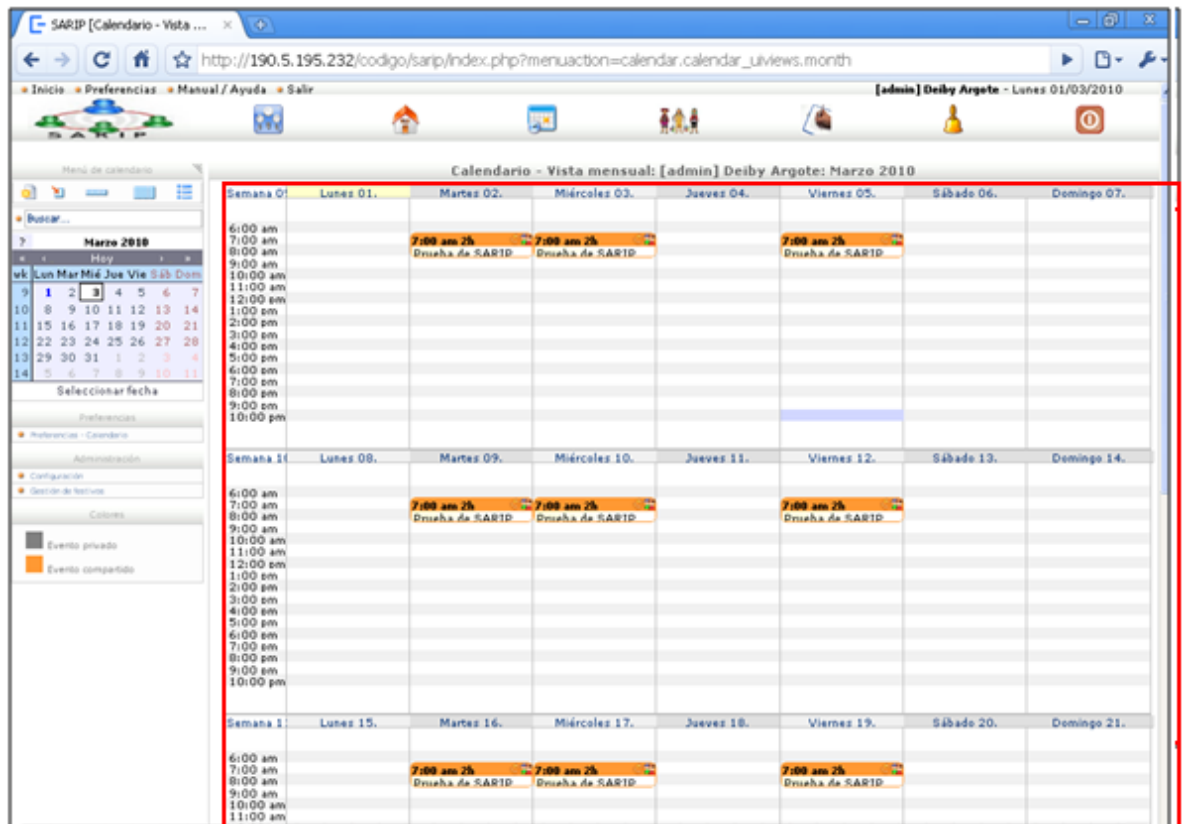 SARIP [Calendario - Vista ...
http://190.5.195.232/codigo/sarip/index.php?menuaction=calendar.calendar_uiviews.month
Inicio Preferencias Manual / Ayuda Salir [admin] Deiby Argote - Lunes 01/03/2010
SARIP
Menú de calendario
Calendario - Vista mensual: [admin] Deiby Argote: Marzo 2010
Buscar...
? Marzo 2010
« ‹ Hoy › »
wk Lun Mar Mié Jue Vie Sáb Dom
9 1 2 3 4 5 6 7
10 8 9 10 11 12 13 14
11 15 16 17 18 19 20 21
12 22 23 24 25 26 27 28
13 29 30 31 1 2 3 4
14 5 6 7 8 9 10 11
Seleccionar fecha
Preferencias
Preferencias - Calendario
Administración
Configuración
Gestión de festivos
Colores
Evento privado
Evento compartido
Semana 09 Lunes 01. Martes 02. Miércoles 03. Jueves 04. Viernes 05. Sábado 06. Domingo 07.
6:00 am
7:00 am 7:00 am 2h 7:00 am 2h 7:00 am 2h
8:00 am Prueba de SARIP Prueba de SARIP Prueba de SARIP
9:00 am
10:00 am
11:00 am
12:00 pm
1:00 pm
2:00 pm
3:00 pm
4:00 pm
5:00 pm
6:00 pm
7:00 pm
8:00 pm
9:00 pm
10:00 pm
Semana 10 Lunes 08. Martes 09. Miércoles 10. Jueves 11. Viernes 12. Sábado 13. Domingo 14.
6:00 am
7:00 am 7:00 am 2h 7:00 am 2h 7:00 am 2h
8:00 am Prueba de SARIP Prueba de SARIP Prueba de SARIP
9:00 am
10:00 am
11:00 am
12:00 pm
1:00 pm
2:00 pm
3:00 pm
4:00 pm
5:00 pm
6:00 pm
7:00 pm
8:00 pm
9:00 pm
10:00 pm
Semana 1 Lunes 15. Martes 16. Miércoles 17. Jueves 18. Viernes 19. Sábado 20. Domingo 21.
6:00 am
7:00 am 7:00 am 2h 7:00 am 2h 7:00 am 2h
8:00 am Prueba de SARIP Prueba de SARIP Prueba de SARIP
9:00 am
10:00 am
11:00 am